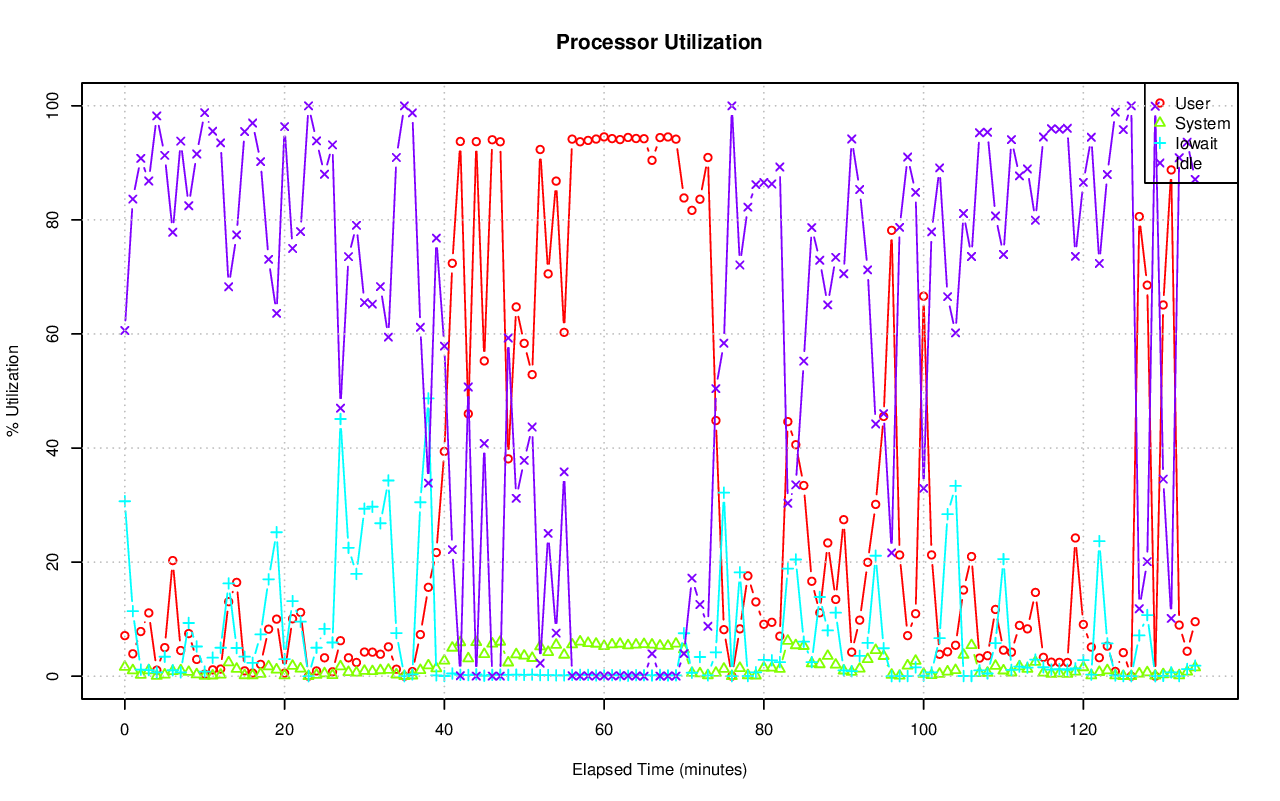 Processor Utilization
100
80
60
40
20
0
% Utilization
User
System
Iowait
Idle
0 20 40 60 80 100 120
Elapsed Time (minutes)